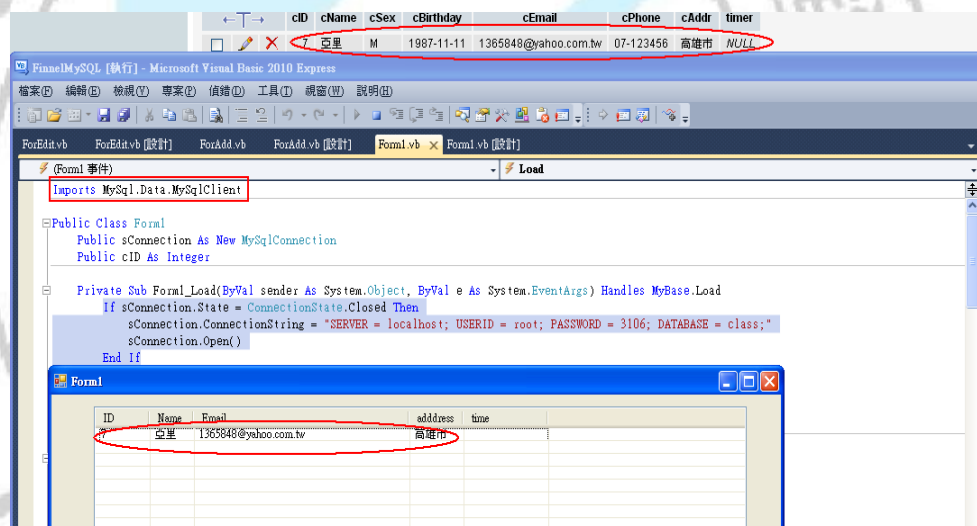 ←T→ cID cName cSex cBirthday cEmail cPhone cAddr timer
7 亞里 M 1987-11-11 1365848@yahoo.com.tw 07-123456 高雄市 NULL
FinnelMySQL [執行] - Microsoft Visual Basic 2010 Express
檔案(F) 編輯(E) 檢視(V) 專案(P) 偵錯(D) 工具(T) 視窗(W) 說明(H)
ForEdit.vb ForEdit.vb [設計] ForAdd.vb ForAdd.vb [設計] Form1.vb Form1.vb [設計]
(Form1 事件) Load
Imports MySql.Data.MySqlClient
Public Class Form1
Public sConnection As New MySqlConnection
Public cID As Integer
Private Sub Form1_Load(ByVal sender As System.Object, ByVal e As System.EventArgs) Handles MyBase.Load
If sConnection.State = ConnectionState.Closed Then
sConnection.ConnectionString = "SERVER = localhost; USERID = root; PASSWORD = 3106; DATABASE = class;"
sConnection.Open()
End If
Form1
ID Name Email adddress time
7 亞里 1365848@yahoo.com.tw 高雄市